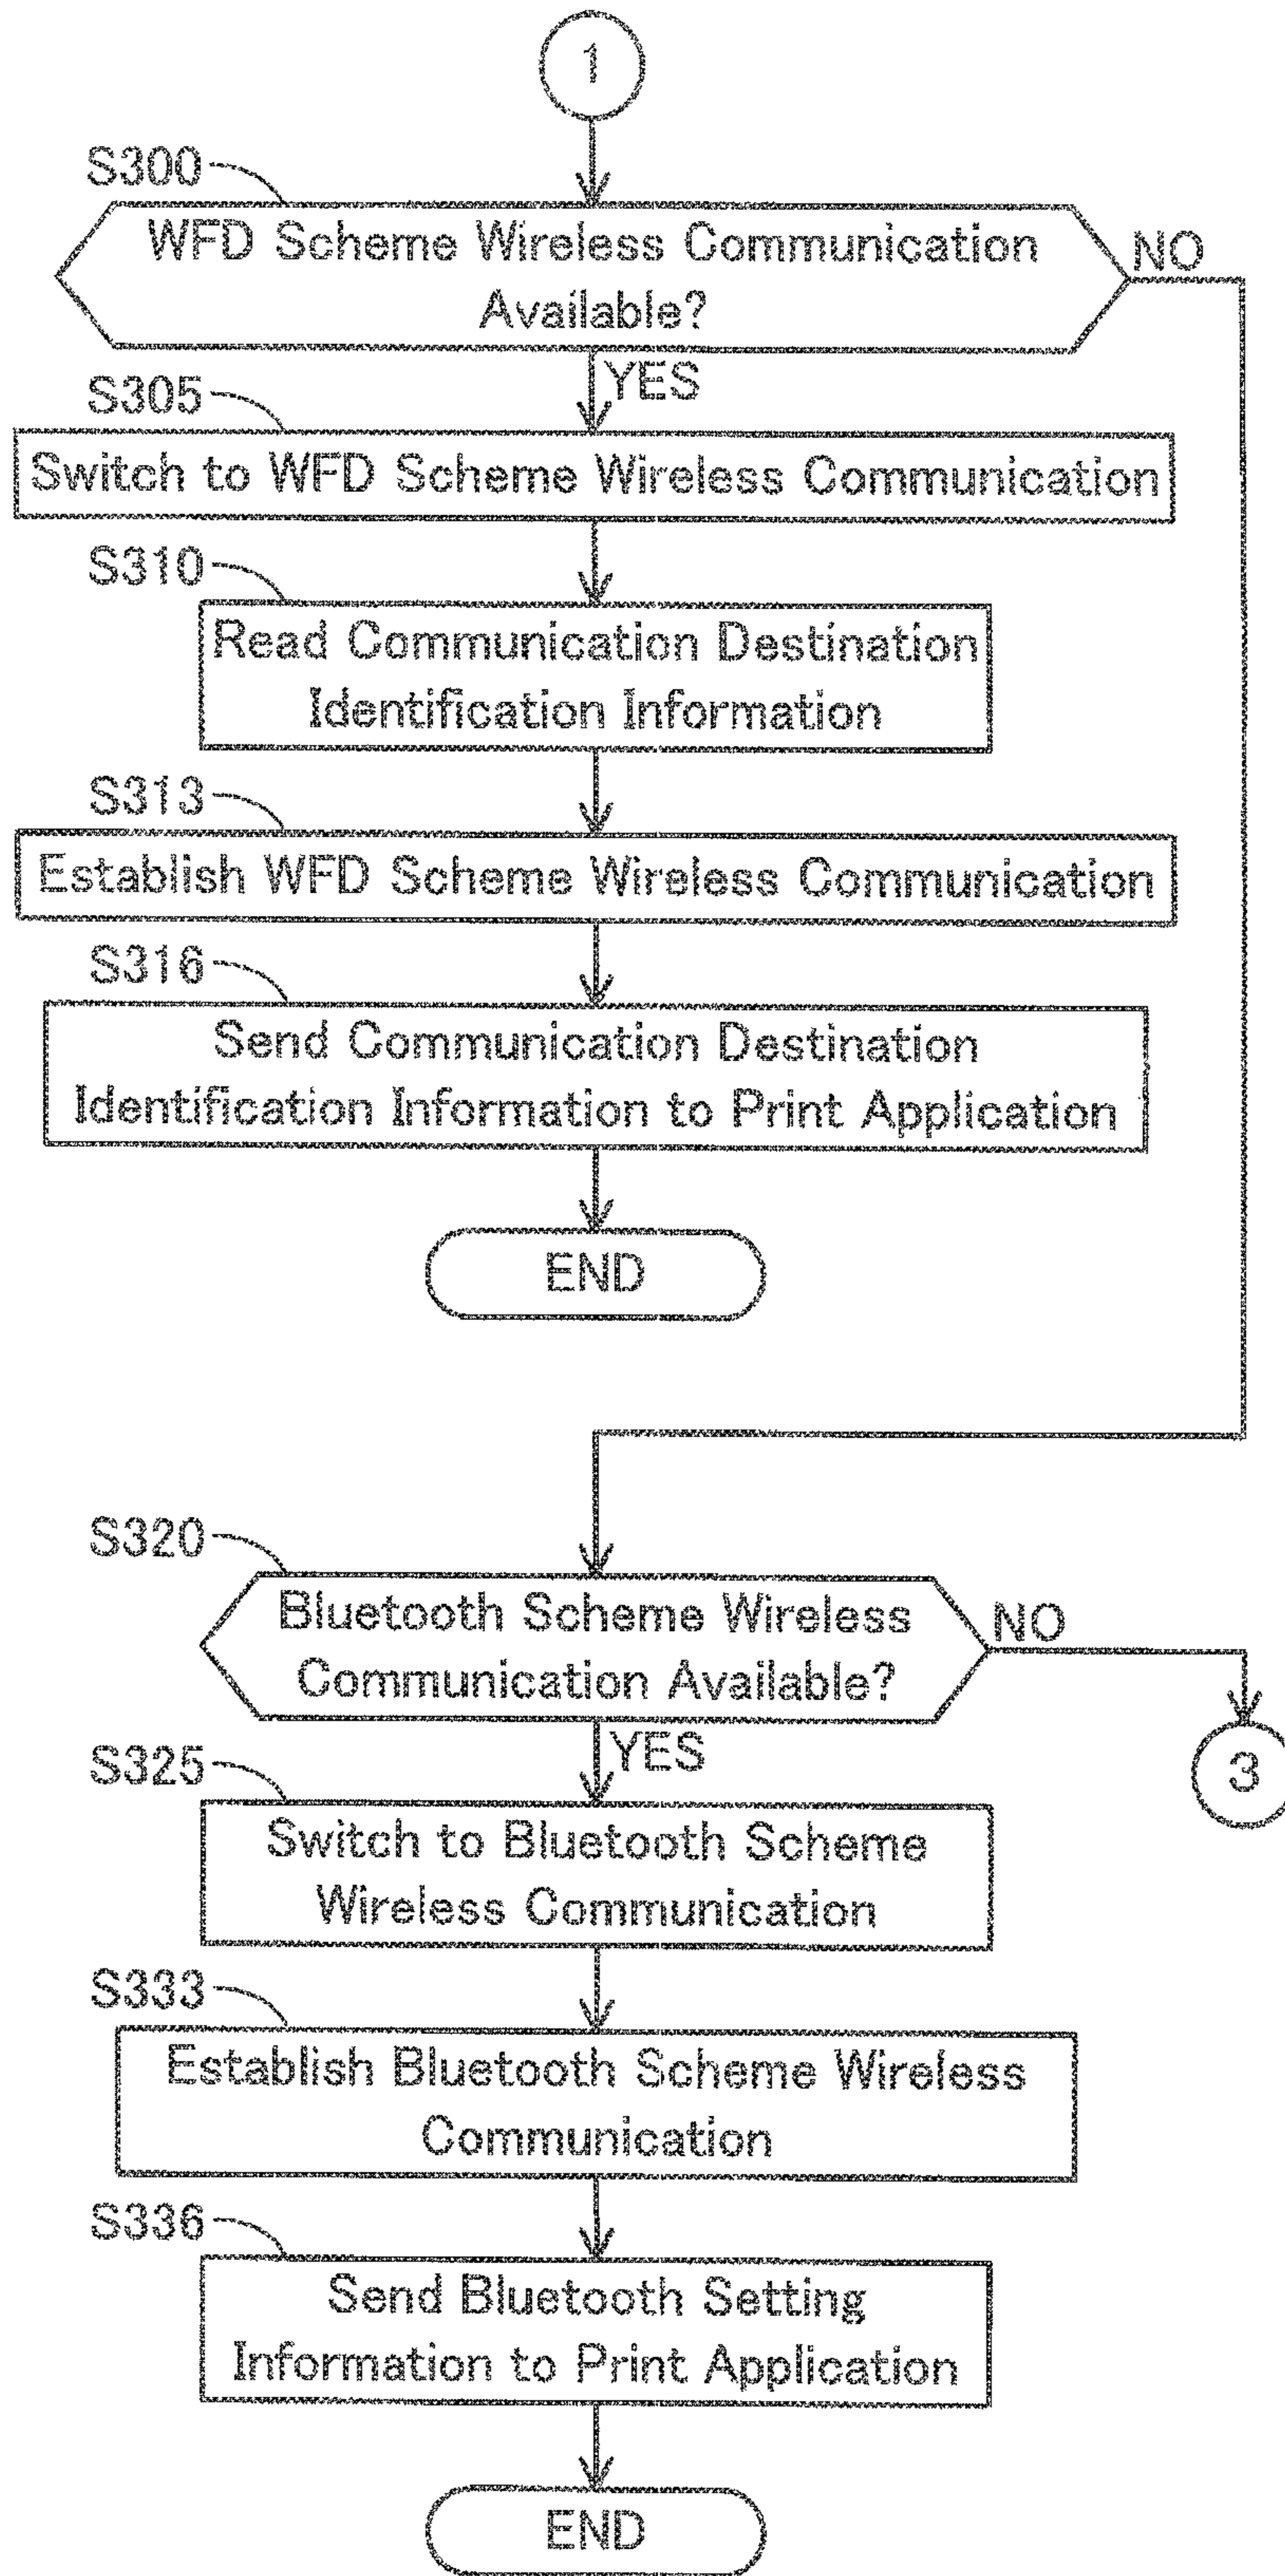 1
S300
WFD Scheme Wireless Communication
Available?
NO
YES
S305
Switch to WFD Scheme Wireless Communication
S310
Read Communication Destination
Identification Information
S313
Establish WFD Scheme Wireless Communication
S316
Send Communication Destination
Identification Information to Print Application
END
S320
Bluetooth Scheme Wireless
Communication Available?
NO
YES
3
S325
Switch to Bluetooth Scheme
Wireless Communication
S333
Establish Bluetooth Scheme Wireless
Communication
S336
Send Bluetooth Setting
Information to Print Application
END